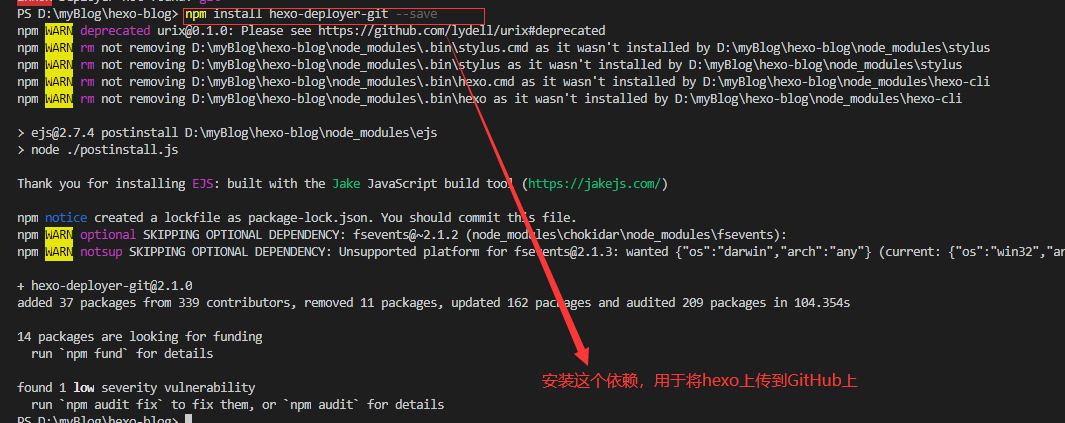 ERROR Deployer not found: git
PS D:\myBlog\hexo-blog> npm install hexo-deployer-git --save
npm WARN deprecated urix@0.1.0: Please see https://github.com/lydell/urix#deprecated
npm WARN rm not removing D:\myBlog\hexo-blog\node_modules\.bin\stylus.cmd as it wasn't installed by D:\myBlog\hexo-blog\node_modules\stylus
npm WARN rm not removing D:\myBlog\hexo-blog\node_modules\.bin\stylus as it wasn't installed by D:\myBlog\hexo-blog\node_modules\stylus
npm WARN rm not removing D:\myBlog\hexo-blog\node_modules\.bin\hexo.cmd as it wasn't installed by D:\myBlog\hexo-blog\node_modules\hexo-cli
npm WARN rm not removing D:\myBlog\hexo-blog\node_modules\.bin\hexo as it wasn't installed by D:\myBlog\hexo-blog\node_modules\hexo-cli
> ejs@2.7.4 postinstall D:\myBlog\hexo-blog\node_modules\ejs
> node ./postinstall.js
Thank you for installing EJS: built with the Jake JavaScript build tool (https://jakejs.com/)
npm notice created a lockfile as package-lock.json. You should commit this file.
npm WARN optional SKIPPING OPTIONAL DEPENDENCY: fsevents@~2.1.2 (node_modules\chokidar\node_modules\fsevents):
npm WARN notsup SKIPPING OPTIONAL DEPENDENCY: Unsupported platform for fsevents@2.1.3: wanted {"os":"darwin","arch":"any"} (current: {"os":"win32","ar
+ hexo-deployer-git@2.1.0
added 37 packages from 339 contributors, removed 11 packages, updated 162 packages and audited 209 packages in 104.354s
14 packages are looking for funding
run `npm fund` for details
安装这个依赖，用于将hexo上传到GitHub上
found 1 low severity vulnerability
run `npm audit fix` to fix them, or `npm audit` for details
PS D:\myBlog\hexo-blog>